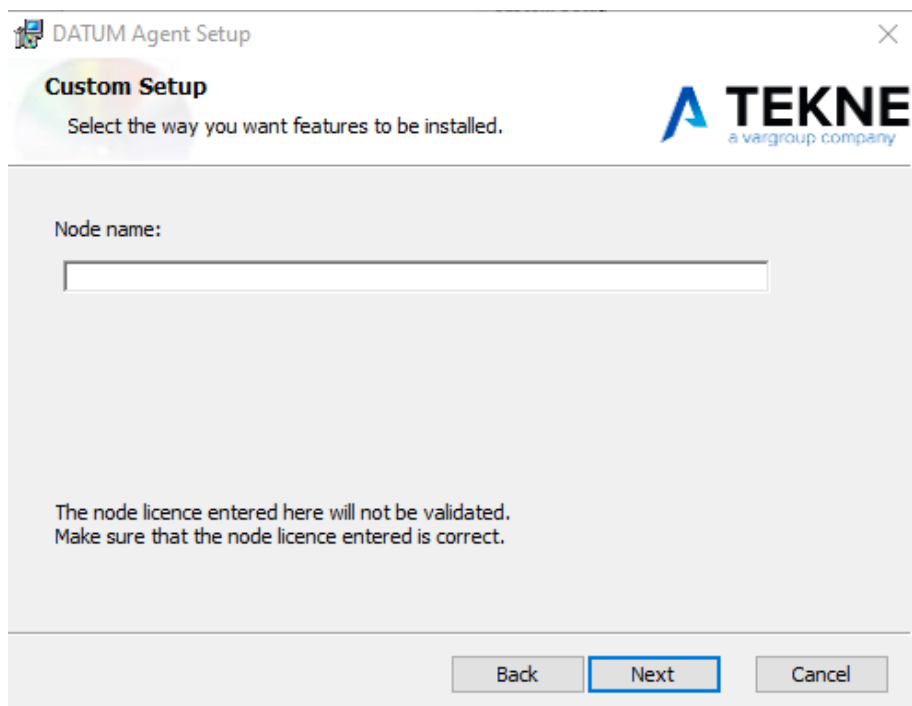 DATUM Agent Setup
Custom Setup
Select the way you want features to be installed.
TEKNE
a vargroup company
Node name:
The node licence entered here will not be validated.
Make sure that the node licence entered is correct.
Back
Next
Cancel